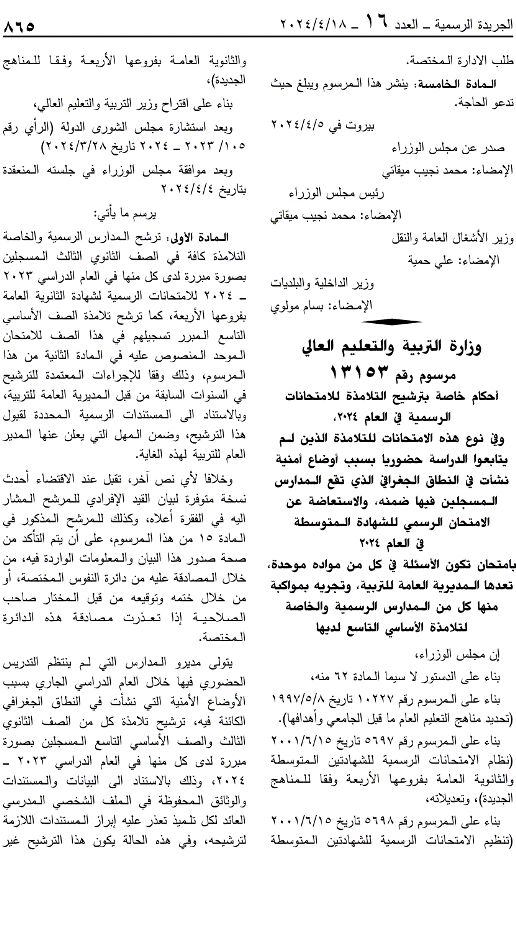 الجريدة الرسمية ــ العدد ١٦ ــ ٢٠٢٤/٤/١٨
٨٦٥
طلب الادارة المختصة.
المادة الخامسة: ينشر هذا المرسوم ويبلغ حيث
تدعو الحاجة.
بيروت في ٢٠٢٤/٤/٥
صدر عن مجلس الوزراء
الإمضاء: محمد نجيب ميقاتي
رئيس مجلس الوزراء
الإمضاء: محمد نجيب ميقاتي
وزير الأشغال العامة والنقل
الإمضاء: علي حمية
وزير الداخلية والبلديات
الإمضاء: بسام مولوي
وزارة التربية والتعليم العالي
مرسوم رقم ١٣١٥٣
أحكام خاصة بترشيح التلامذة للامتحانات
الرسمية في العام ٢٠٢٤،
وفي نوع هذه الامتحانات للتلامذة الذين لم
يتابعوا الدراسة حضوريا بسبب أوضاع أمنية
نشأت في النطاق الجغرافي الذي تقع المدارس
المسجلين فيها ضمنه، والاستعاضة عن
الامتحان الرسمي للشهادة المتوسطة
في العام ٢٠٢٤
بامتحان تكون الأسئلة في كل من مواده موحدة،
تعدها المديرية العامة للتربية، وتجريه بمواكبة
منها كل من المدارس الرسمية والخاصة
لتلامذة الأساسي التاسع لديها
إن مجلس الوزراء،
بناء على الدستور لا سيما المادة ٦٢ منه،
بناء على المرسوم رقم ١٠٢٢٧ تاريخ ١٩٩٧/٥/٨
(تحديد مناهج التعليم العام ما قبل الجامعي وأهدافها).
بناء على المرسوم رقم ٥٦٩٧ تاريخ ٢٠٠١/٦/١٥
(نظام الامتحانات الرسمية للشهادتين المتوسطة
والثانوية العامة بفروعها الأربعة وفقا للمناهج
الجديدة)، وتعديلاته،
بناء على المرسوم رقم ٥٦٩٨ تاريخ ٢٠٠١/٦/١٥
(تنظيم الامتحانات الرسمية للشهادتين المتوسطة
والثانوية العامة بفروعها الأربعة وفقا للمناهج
الجديدة)،
بناء على اقتراح وزير التربية والتعليم العالي،
وبعد استشارة مجلس الشورى الدولة (الرأي رقم
١٠٥/ ٢٠٢٣ ــ ٢٠٢٤ تاريخ ٢٠٢٤/٣/٢٨)
وبعد موافقة مجلس الوزراء في جلسته المنعقدة
بتاريخ ٢٠٢٤/٤/٤
يرسم ما يأتي:
المادة الأولى: ترشح المدارس الرسمية والخاصة
التلامذة كافة في الصف الثانوي الثالث المسجلين
بصورة مبررة لدى كل منها في العام الدراسي ٢٠٢٣
ــ ٢٠٢٤ للامتحانات الرسمية لشهادة الثانوية العامة
بفروعها الأربعة، كما ترشح تلامذة الصف الأساسي
التاسع المبرر تسجيلهم في هذا الصف للامتحان
الموحد المنصوص عليه في المادة الثانية من هذا
المرسوم، وذلك وفقا للإجراءات المعتمدة للترشيح
في السنوات السابقة من قبل المديرية العامة للتربية،
وبالاستناد الى المستندات الرسمية المحددة لقبول
هذا الترشيح، وضمن المهل التي يعلن عنها المدير
العام للتربية لهذه الغاية.
وخلافا لأي نص آخر، تقبل عند الاقتضاء أحدث
نسخة متوفرة لبيان القيد الإفرادي للمرشح المشار
اليه في الفقرة أعلاه، وكذلك للمرشح المذكور في
المادة ١٥ من هذا المرسوم، على أن يتم التأكد من
صحة صدور هذا البيان والمعلومات الواردة فيه، من
خلال المصادقة عليه من دائرة النفوس المختصة، أو
من خلال ختمه وتوقيعه من قبل المختار صاحب
الصلاحية إذا تعذرت مصادقة هذه الدائرة
المختصة.
يتولى مديرو المدارس التي لم ينتظم التدريس
الحضوري فيها خلال العام الدراسي الجاري بسبب
الأوضاع الأمنية التي نشأت في النطاق الجغرافي
الكائنة فيه، ترشيح تلامذة كل من الصف الثانوي
الثالث والصف الأساسي التاسع المسجلين بصورة
مبررة لدى كل منها في العام الدراسي ٢٠٢٣ ــ
٢٠٢٤، وذلك بالاستناد الى البيانات والمستندات
والوثائق المحفوظة في الملف الشخصي المدرسي
العائد لكل تلميذ تعذر عليه إبراز المستندات اللازمة
لترشيحه، وفي هذه الحالة يكون هذا الترشيح غير